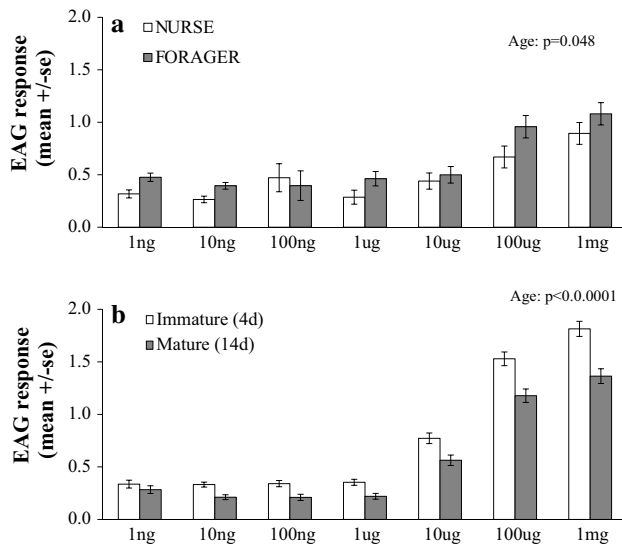 a
NURSE
FORAGER
Age: p=0.048
EAG response
(mean +/-se)
2.0
1.5
1.0
0.5
0.0
1ng 10ng 100ng 1ug 10ug 100ug 1mg
b
Immature (4d)
Mature (14d)
Age: p<0.0.0001
EAG response
(mean +/-se)
2.0
1.5
1.0
0.5
0.0
1ng 10ng 100ng 1ug 10ug 100ug 1mg